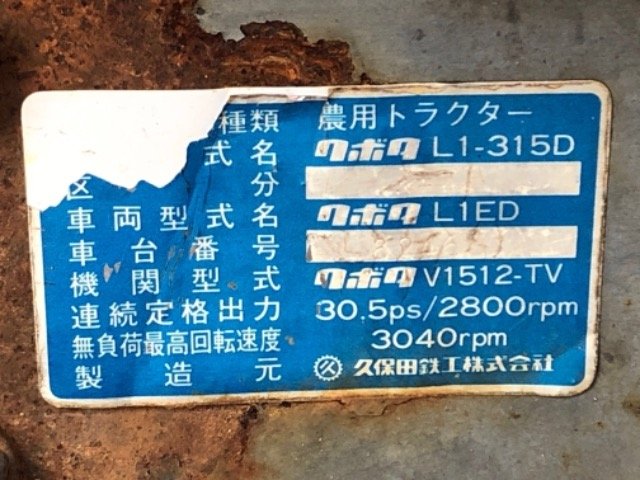 種類 農用トラクター
式名 クボタ L1-315D
区分
車両型式名 クボタ L1ED
車台番号
機関型式 クボタ V1512-TV
連続定格出力 30.5ps/2800rpm
無負荷最高回転速度 3040rpm
製造元 久保田鉄工株式会社